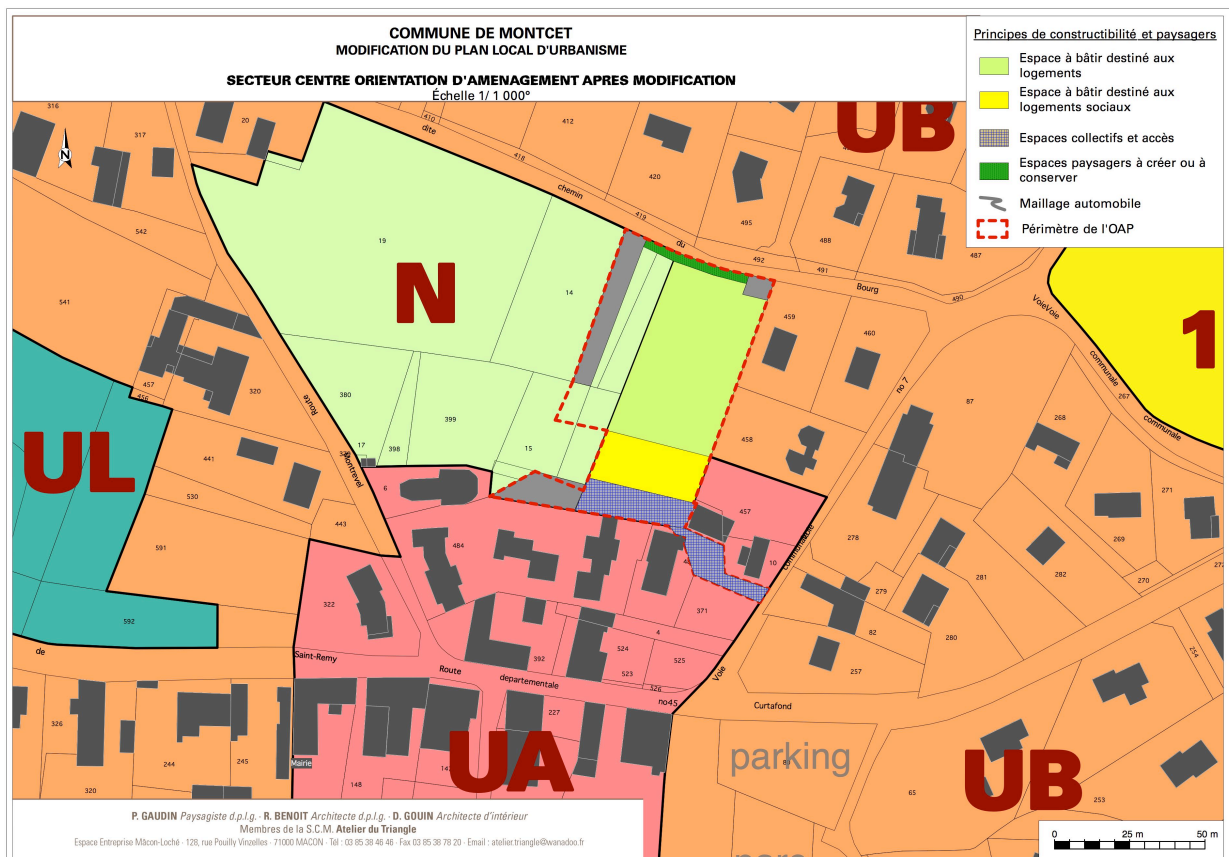 COMMUNE DE MONTCET
MODIFICATION DU PLAN LOCAL D'URBANISME
SECTEUR CENTRE ORIENTATION D'AMENAGEMENT APRES MODIFICATION
Échelle 1/ 1 000°
Principes de constructibilité et paysagers
Espace à bâtir destiné aux
logements
Espace à bâtir destiné aux
logements sociaux
Espaces collectifs et accès
Espaces paysagers à créer ou à
conserver
Maillage automobile
Périmètre de l'OAP
316
317
20
410
dite
412
418
UB
N
542
chemin
420
419
495
488
487
du
492
491
Bourg
490
19
N
14
541
459
460
VoieVoie
communale
267
communale
1
no 7
87
268
457
456
320
Route
380
399
398
17
Montrevel
15
458
UL
441
530
443
6
484
457
10
communale
278
271
269
270
282
281
279
280
591
592
322
371
4
82
257
254
de
Saint-Remy
Route
departementale
392
524
523
525
526
no45
Voie
Curtafond
326
244
245
320
Mairie
148
227
UA
parking
65
UB
253
parc
P. GAUDIN Paysagiste d.p.l.g. - R. BENOIT Architecte d.p.l.g. - D. GOUIN Architecte d'intérieur
Membres de la S.C.M. Atelier du Triangle
Espace Entreprise Mâcon-Loché - 128, rue Pouilly Vinzelles - 71000 MACON - Tél : 03 85 38 46 46 - Fax 03 85 38 78 20 - Email : atelier.triangle@wanadoo.fr
0 25 m 50 m